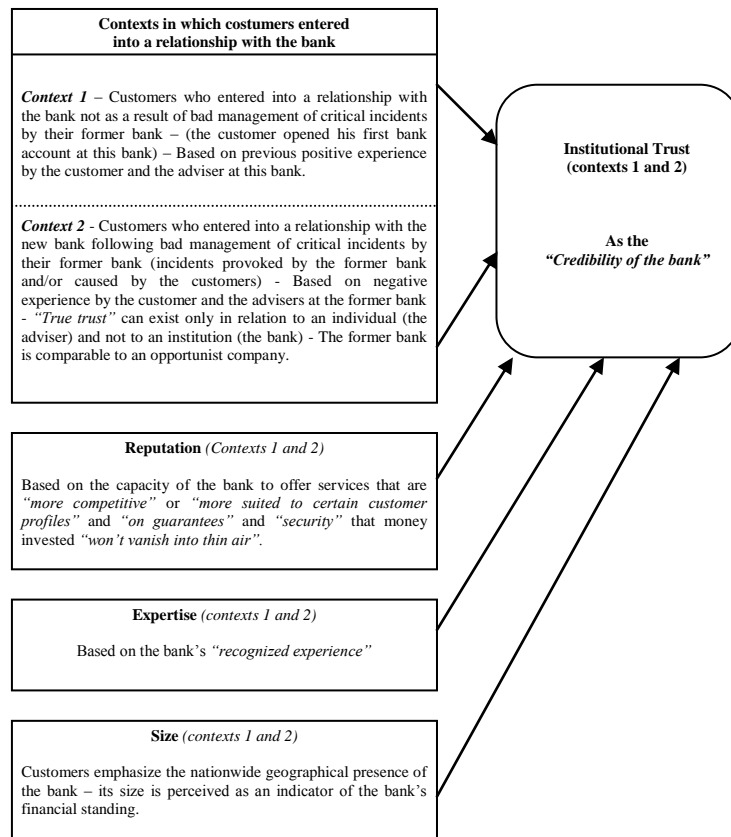 Contexts in which costumers entered
into a relationship with the bank
Context 1 – Customers who entered into a relationship with
the bank not as a result of bad management of critical incidents
by their former bank – (the customer opened his first bank
account at this bank) – Based on previous positive experience
by the customer and the adviser at this bank.
Context 2 - Customers who entered into a relationship with the
new bank following bad management of critical incidents by
their former bank (incidents provoked by the former bank
and/or caused by the customers) - Based on negative
experience by the customer and the advisers at the former bank
- “True trust” can exist only in relation to an individual (the
adviser) and not to an institution (the bank) - The former bank
is comparable to an opportunist company.
Institutional Trust
(contexts 1 and 2)
As the
“Credibility of the bank”
Reputation (Contexts 1 and 2)
Based on the capacity of the bank to offer services that are
“more competitive” or “more suited to certain customer
profiles” and “on guarantees” and “security” that money
invested “won’t vanish into thin air”.
Expertise (contexts 1 and 2)
Based on the bank’s “recognized experience”
Size (contexts 1 and 2)
Customers emphasize the nationwide geographical presence of
the bank – its size is perceived as an indicator of the bank’s
financial standing.